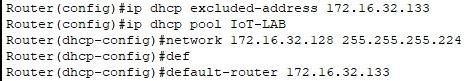 Router(config)#ip dhcp excluded-address 172.16.32.133
Router(config)#ip dhcp pool IoT-LAB
Router(dhcp-config)#network 172.16.32.128 255.255.255.224
Router(dhcp-config)#def
Router(dhcp-config)#default-router 172.16.32.133